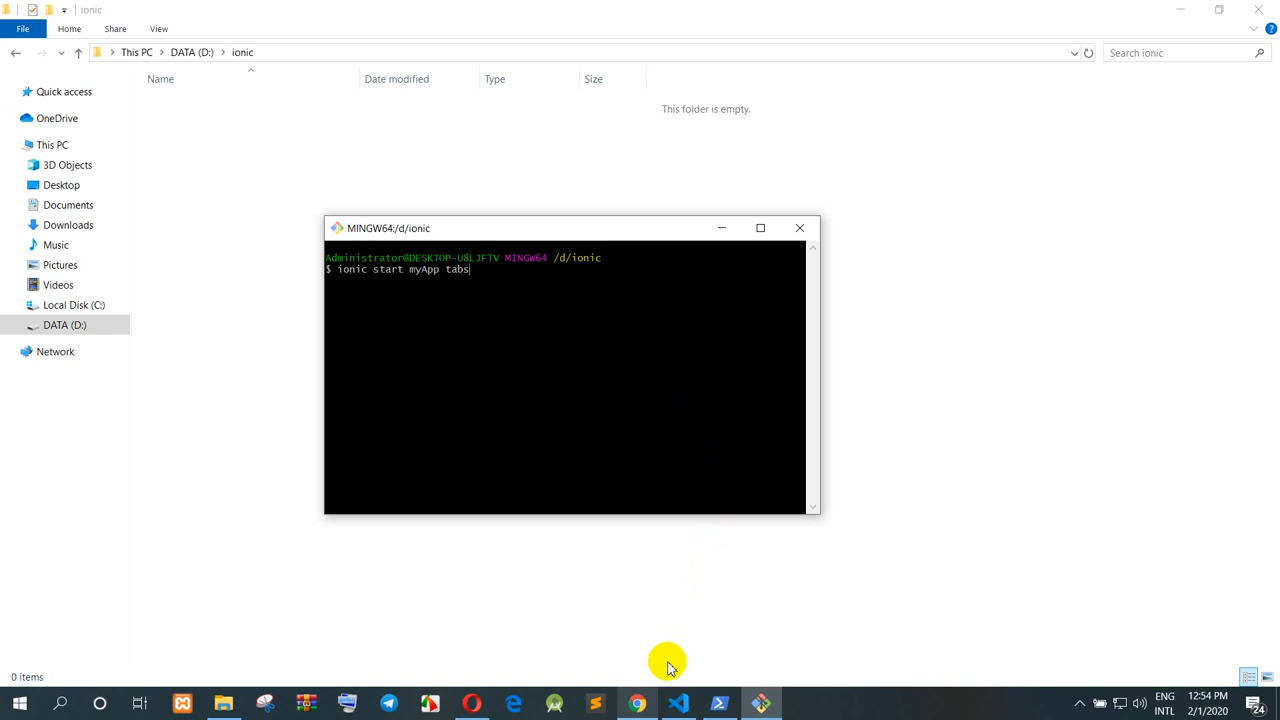 ionic
File
Home
Share
View
This PC
DATA (D:)
ionic
Search ionic
Name
Date modified
Type
Size
This folder is empty.
Quick access
OneDrive
This PC
3D Objects
Desktop
Documents
Downloads
Music
Pictures
Videos
Local Disk (C:)
DATA (D:)
Network
MINGW64:/d/ionic
Administrator@DESKTOP-U8LJFTV MINGW64 /d/ionic
$ ionic start myApp tabs
0 items
ENG
INTL
12:54 PM
2/1/2020
24